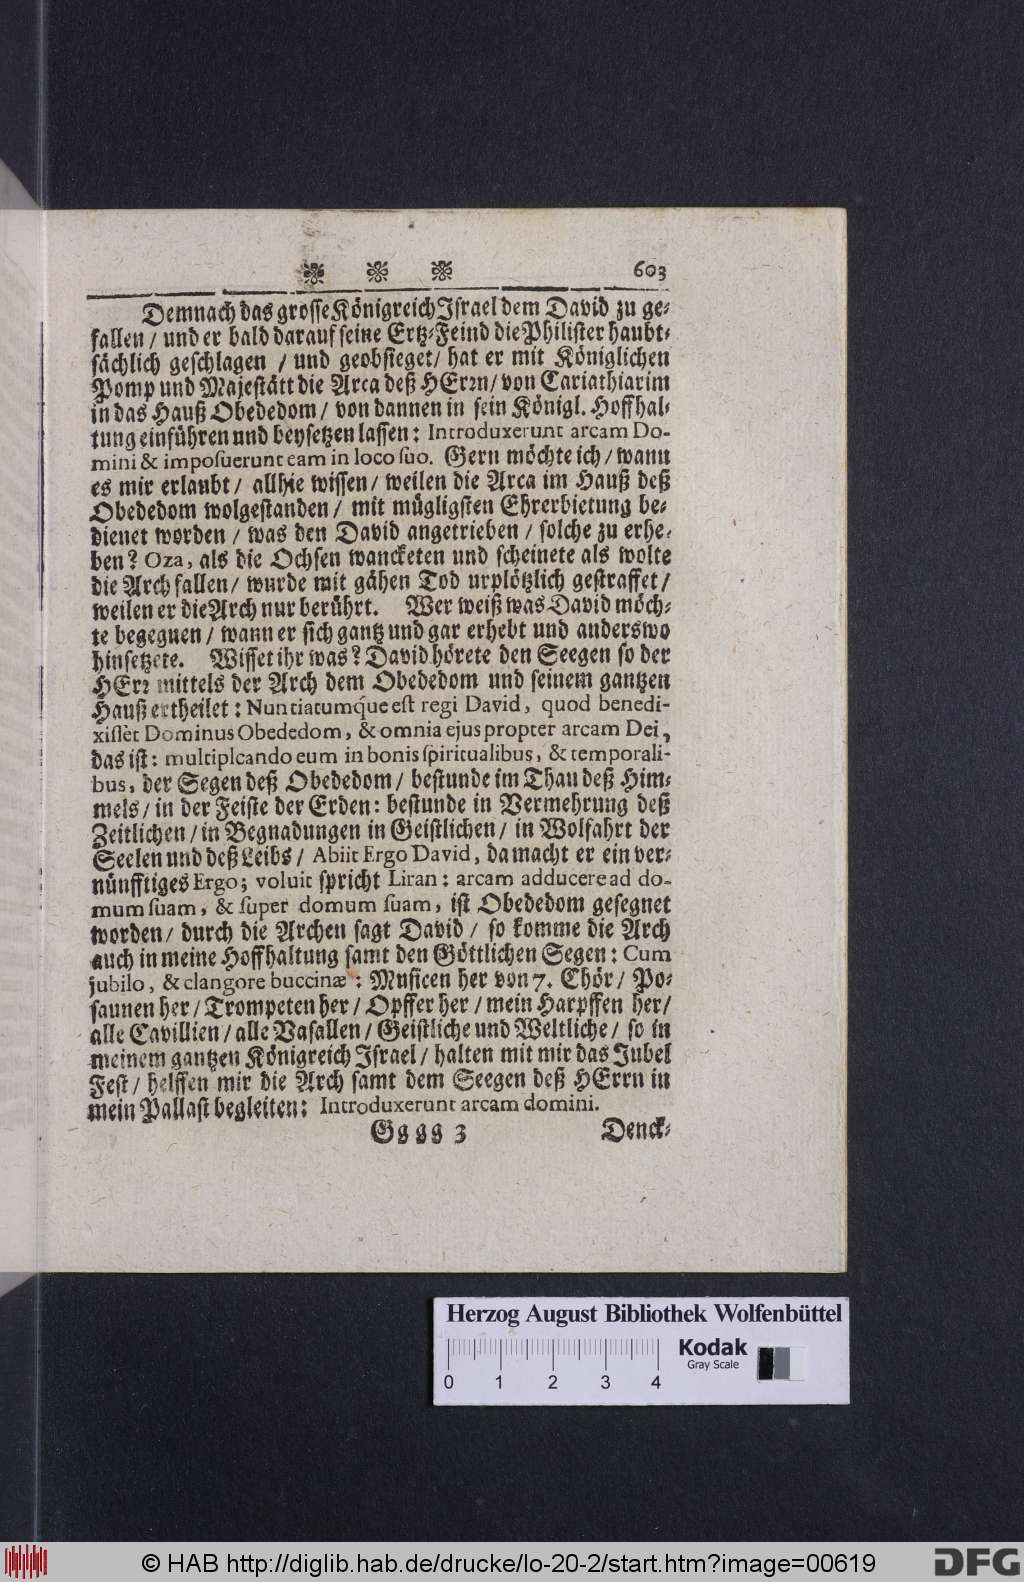 603
Demnach das grosse Königreich Israel dem David zu ge-
fallen / und er bald darauf seine Ertz-Feind die Philister haubt-
sächlich geschlagen / und geobsieget / hat er mit Königlichen
Pomp und Majestätt die Arca deß HErrn / von Cariathiarim
in das Hauß Obededom / von dannen in sein Königl. Hoffhal-
tung einführen und beysetzen lassen: Introduxerunt arcam Do-
mini & imposuerunt eam in loco suo. Gern möchte ich / wann
es mir erlaubt / allhie wissen / weilen die Arca im Hauß deß
Obededom wolgestanden / mit mügligsten Ehrerbietung be-
dienet worden / was den David angetrieben / solche zu erhe-
ben? Oza, als die Ochsen wancketen und scheinete als wolte
die Arch fallen / wurde mit gähen Tod urplötzlich gestraffet /
weilen er die Arch nur berührt. Wer weiß was David möch-
te begegnen / wann er sich gantz und gar erhebt und anderswo
hinsetzete. Wisset ihr was? David hörete den Seegen so der
HErr mittels der Arch dem Obededom und seinem gantzen
Hauß ertheilet: Nuntiatumq́ue est regi David, quod benedi-
xissèt Dominus Obededom, & omnia ejus propter arcam Dei,
das ist: multiplcando eum in bonis spiritualibus, & temporali-
bus, der Segen deß Obededom / bestunde im Thau deß Him-
mels / in der Feiste der Erden: bestunde in Vermehrung deß
Zeitlichen / in Begnadungen in Geistlichen / in Wolfahrt der
Seelen und deß Leibs / Abiit Ergo David, da macht er ein ver-
nünfftiges Ergo; voluit spricht Liran: arcam adducere ad do-
mum suam, & super domum suam, ist Obededom gesegnet
worden / durch die Archen sagt David / so komme die Arch
auch in meine Hoffhaltung samt den Göttlichen Segen: Cum
jubilo, & clangore buccinæ: Musicen her von 7. Chör / Po-
saunen her / Trompeten her / Opffer her / mein Harpffen her /
alle Cavillien / alle Vasallen / Geistliche und Weltliche / so in
meinem gantzen Königreich Israel / halten mit mir das Jubel
Fest / helffen mir die Arch samt dem Seegen deß HErrn in
mein Pallast begleiten: Introduxerunt arcam domini.
Gggg 3 Denck-
Herzog August Bibliothek Wolfenbüttel
Kodak
Gray Scale
0 1 2 3 4
© HAB http://diglib.hab.de/drucke/lo-20-2/start.htm?image=00619
DFG